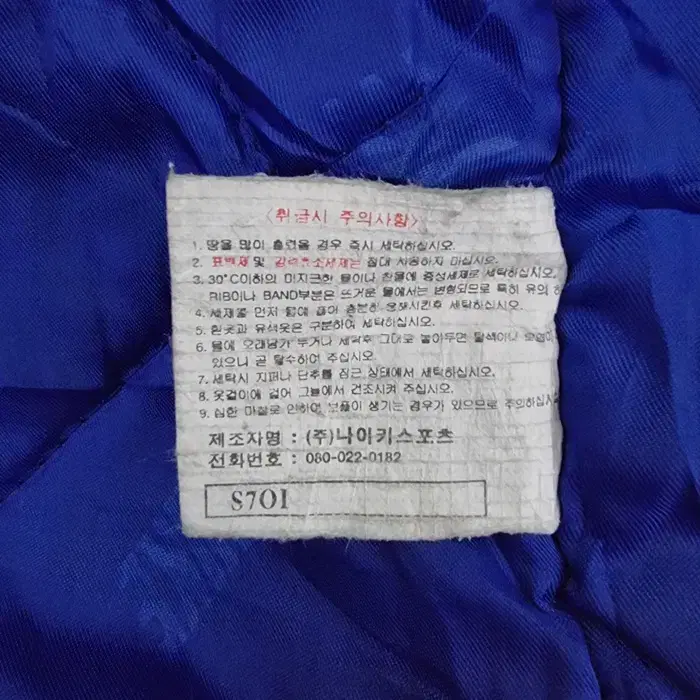 <취급시 주의사항>
1. 땀을 많이 흘렸을 경우 즉시 세탁하십시오.
2. 표백제 및 강력효소세제는 절대 사용하지 마십시오.
3. 30°C이하의 미지근한 물이나 찬물에 중성세제로 세탁하십시오.
RIB이나 BAND부분은 뜨거운 물에서는 변형되므로 특히 유의 하
4. 세제를 먼저 물에 풀어 충분히 용해시킨후 세탁하십시오.
5. 흰옷과 유색옷은 구분하여 세탁하십시오.
6. 물에 오래담가 두거나 세탁후 그대로 놓아두면 탈색이나
있으니 곧 탈수하여 주십시오.
7. 세탁시 지퍼나 단추를 잠근 상태에서 세탁하십시오.
8. 옷걸이에 걸어 그늘에서 건조시켜 주십시오.
9. 심한 마찰로 인하여 보풀이 생기는 경우가 있으므로 주의하십시
제조자명 : (주)나이키스포츠
전화번호 : 080-022-0182
S7OI